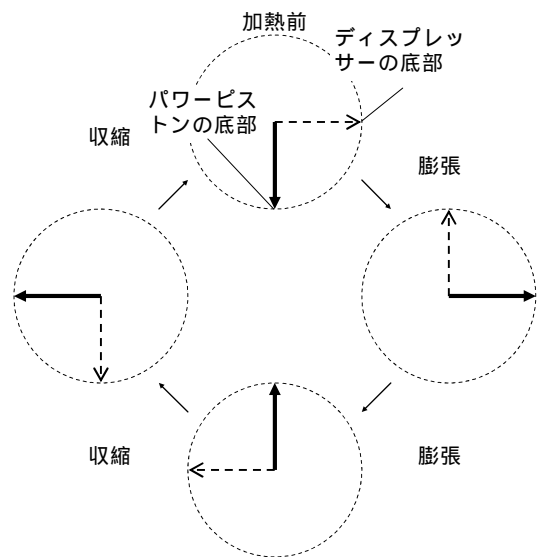 加熱前
ディスプレッ
サーの底部
パワーピス
トンの底部
収縮
膨張
収縮
膨張